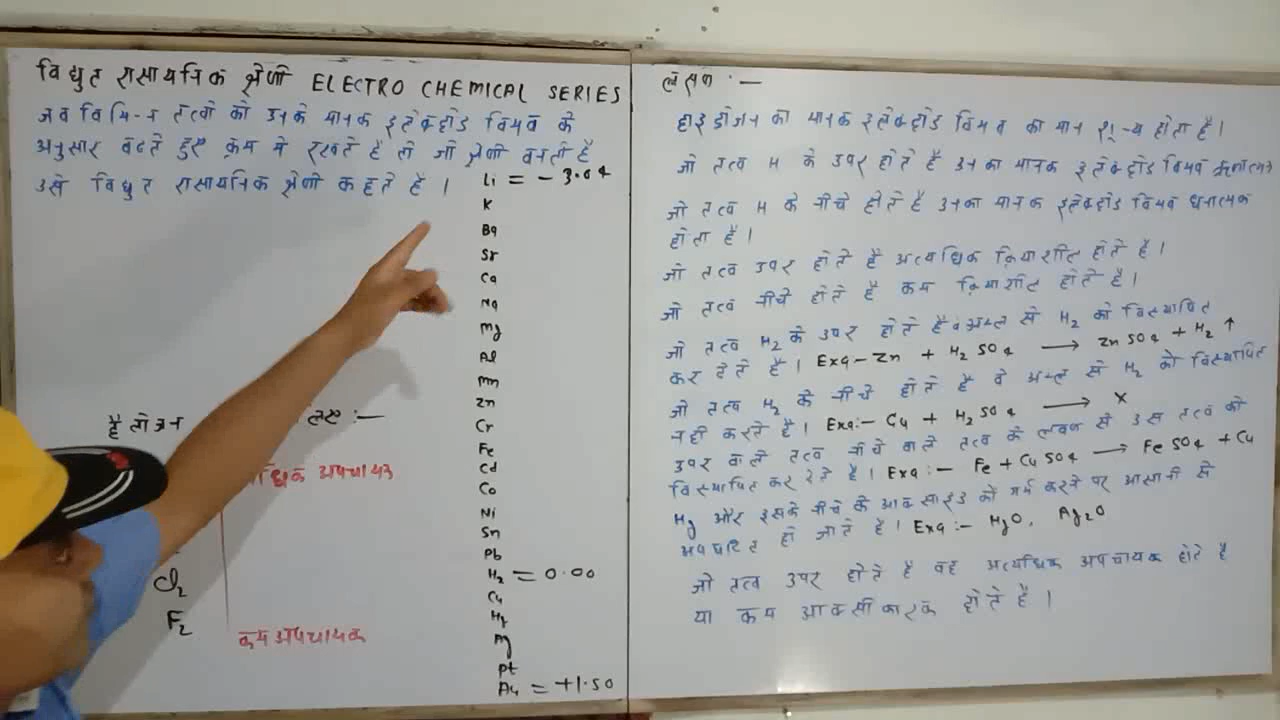 विद्युत रासायनिक श्रेणी ELECTRO CHEMICAL SERIES
जब विभिन्न तत्वो को उनके मानक इलेक्ट्रोड विभव के
अनुसार बढते हुए क्रम मे रखते है तो जो श्रेणी बनती है
उसे विद्युत रासायनिक श्रेणी कहते है ।
Li = -3.04
K
Ba
Sr
Ca
Na
Mg
Al
Mn
Zn
Cr
Fe
Cd
Co
Ni
Sn
Pb
H2 = 0.00
Cu
Hg
Pt
Au = +1.50
है तो उन
अपचायक
Cl2
F2
कम अपचायक
लक्षण :-
हाइड्रोजन का मानक इलेक्ट्रोड विभव का मान शून्य होता है।
जो तत्व H के उपर होते है उनका मानक इलेक्ट्रोड विभव ऋणात्मक
जो तत्व H के नीचे होते है उनका मानक इलेक्ट्रोड विभव धनात्मक
होता है।
जो तत्व उपर होते है अत्यधिक क्रियाशील होते है।
जो तत्व नीचे होते है कम क्रियाशील होते है।
जो तत्व H2 के उपर होते है व अम्ल से H2 को विस्थापित
कर देते है। Exa- Zn + H2SO4 → ZnSO4 + H2 ↑
जो तत्व H2 के नीचे होते है वे अम्ल से H2 को विस्थापित
नही करते है। Exa:- Cu + H2SO4 → X
उपर वाले तत्व नीचे वाले तत्व के लवण से उस तत्व को
विस्थापित कर देते है। Exa:- Fe + CuSO4 → FeSO4 + Cu
Hg और इसके नीचे के आक्साइड को गर्म करने पर आसानी से
अपघटित हो जाते है। Exa:- HgO, Ag2O
जो तत्व उपर होते है वह अत्यधिक अपचायक होते है
या कम आक्सीकारक होते है ।